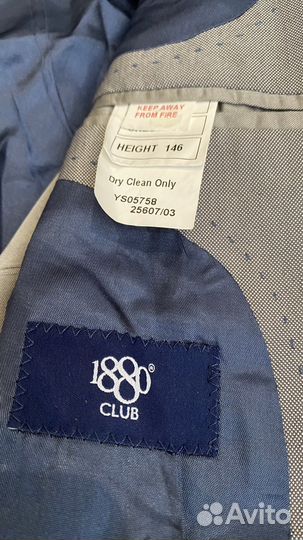 KEEP AWAY
FROM FIRE
HEIGHT 146
Dry Clean Only
YS05758
25607/03
1880®
CLUB
Avito